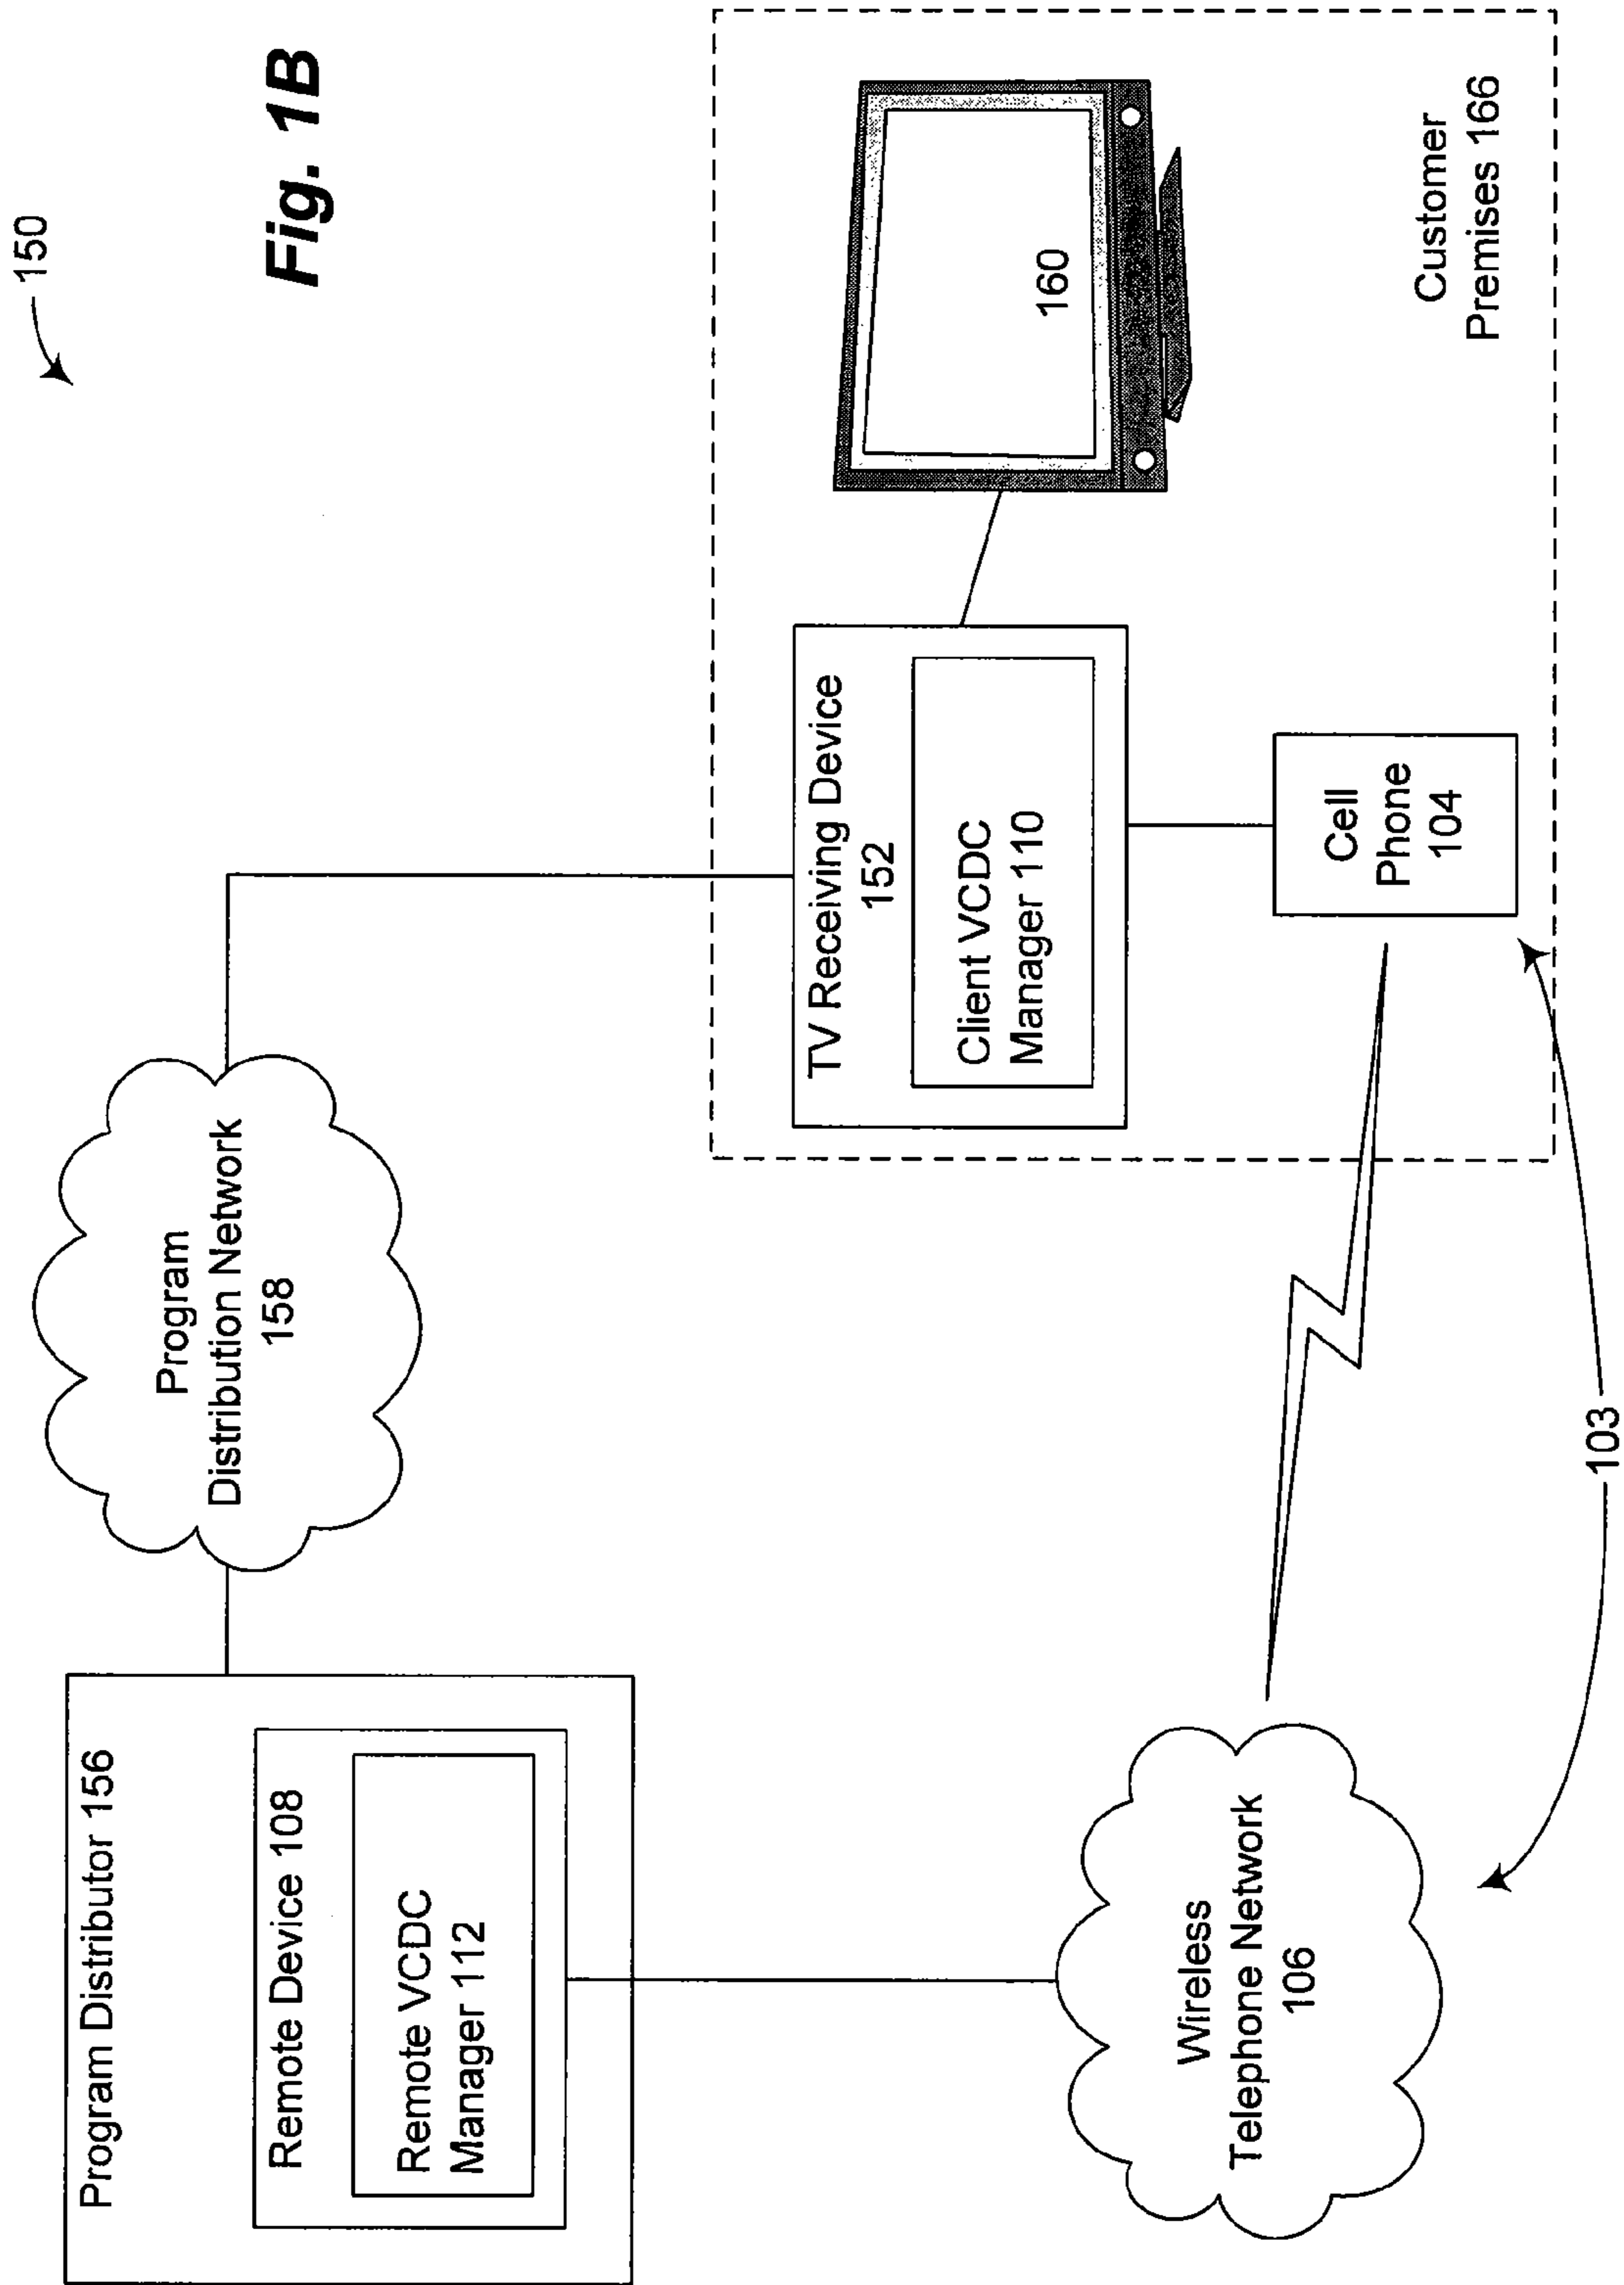 150
Fig. 1B
Program Distributor 156
Remote Device 108
Remote VCDC
Manager 112
Program
Distribution Network
158
TV Receiving Device
152
Client VCDC
Manager 110
160
Cell
Phone
104
Customer
Premises 166
Wireless
Telephone Network
106
103